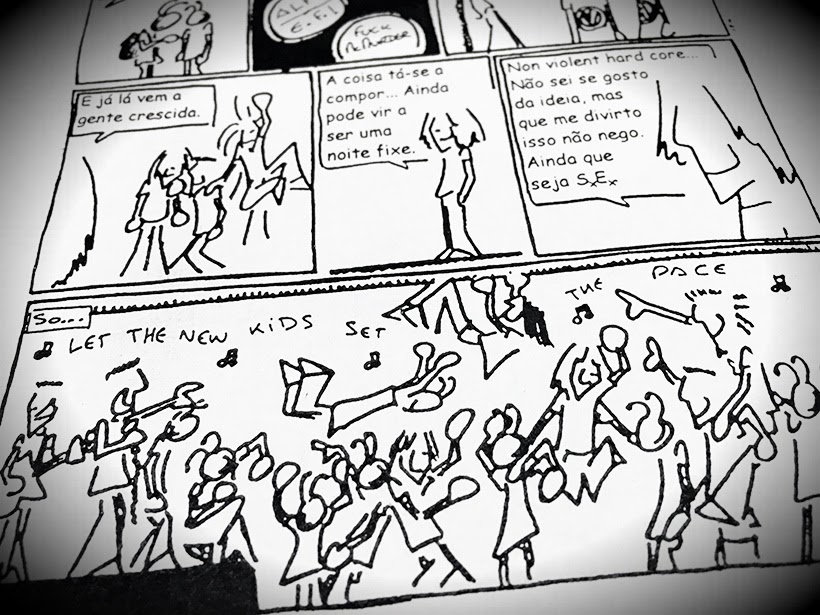 ALF
E.F.I
FUCK
McMURDER
E já lá vem a
gente crescida.
A coisa tá-se a
compor... Ainda
pode vir a
ser uma
noite fixe.
Non violent hard core...
Não sei se gosto
da ideia, mas
que me divirto
isso não nego.
Ainda que
seja SxEx
So...
LET THE NEW KIDS SET THE PACE